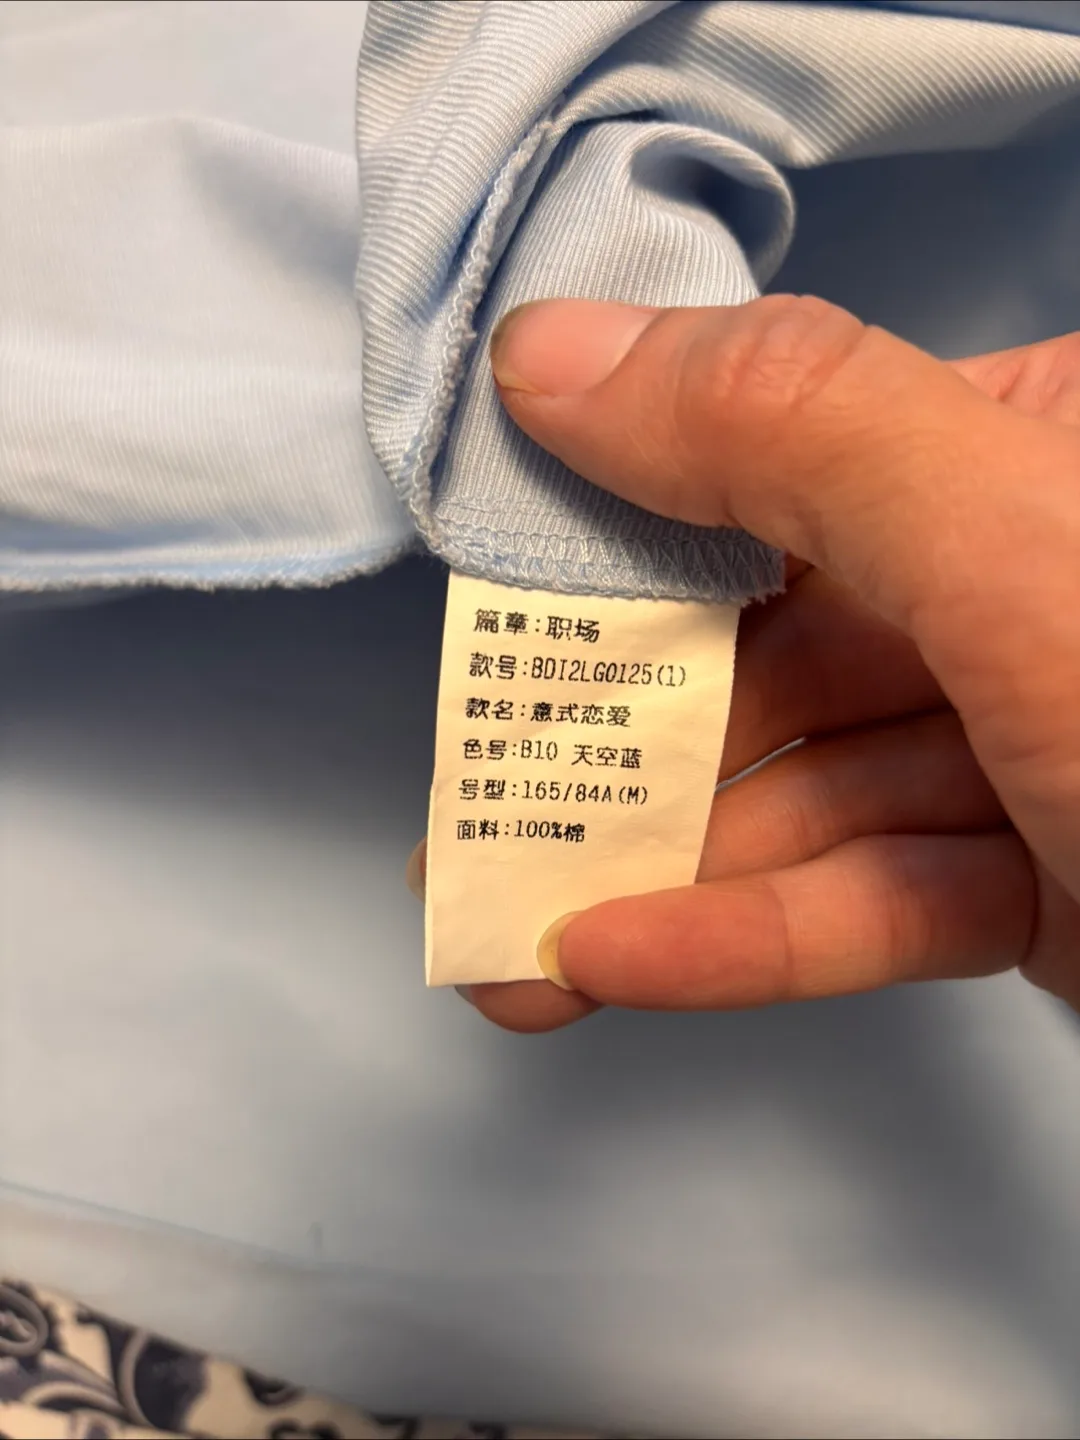 篇章:职场
款号:BDI2LG0125(1)
款名:意式恋爱
色号:B10 天空蓝
号型:165/84A(M)
面料:100%棉